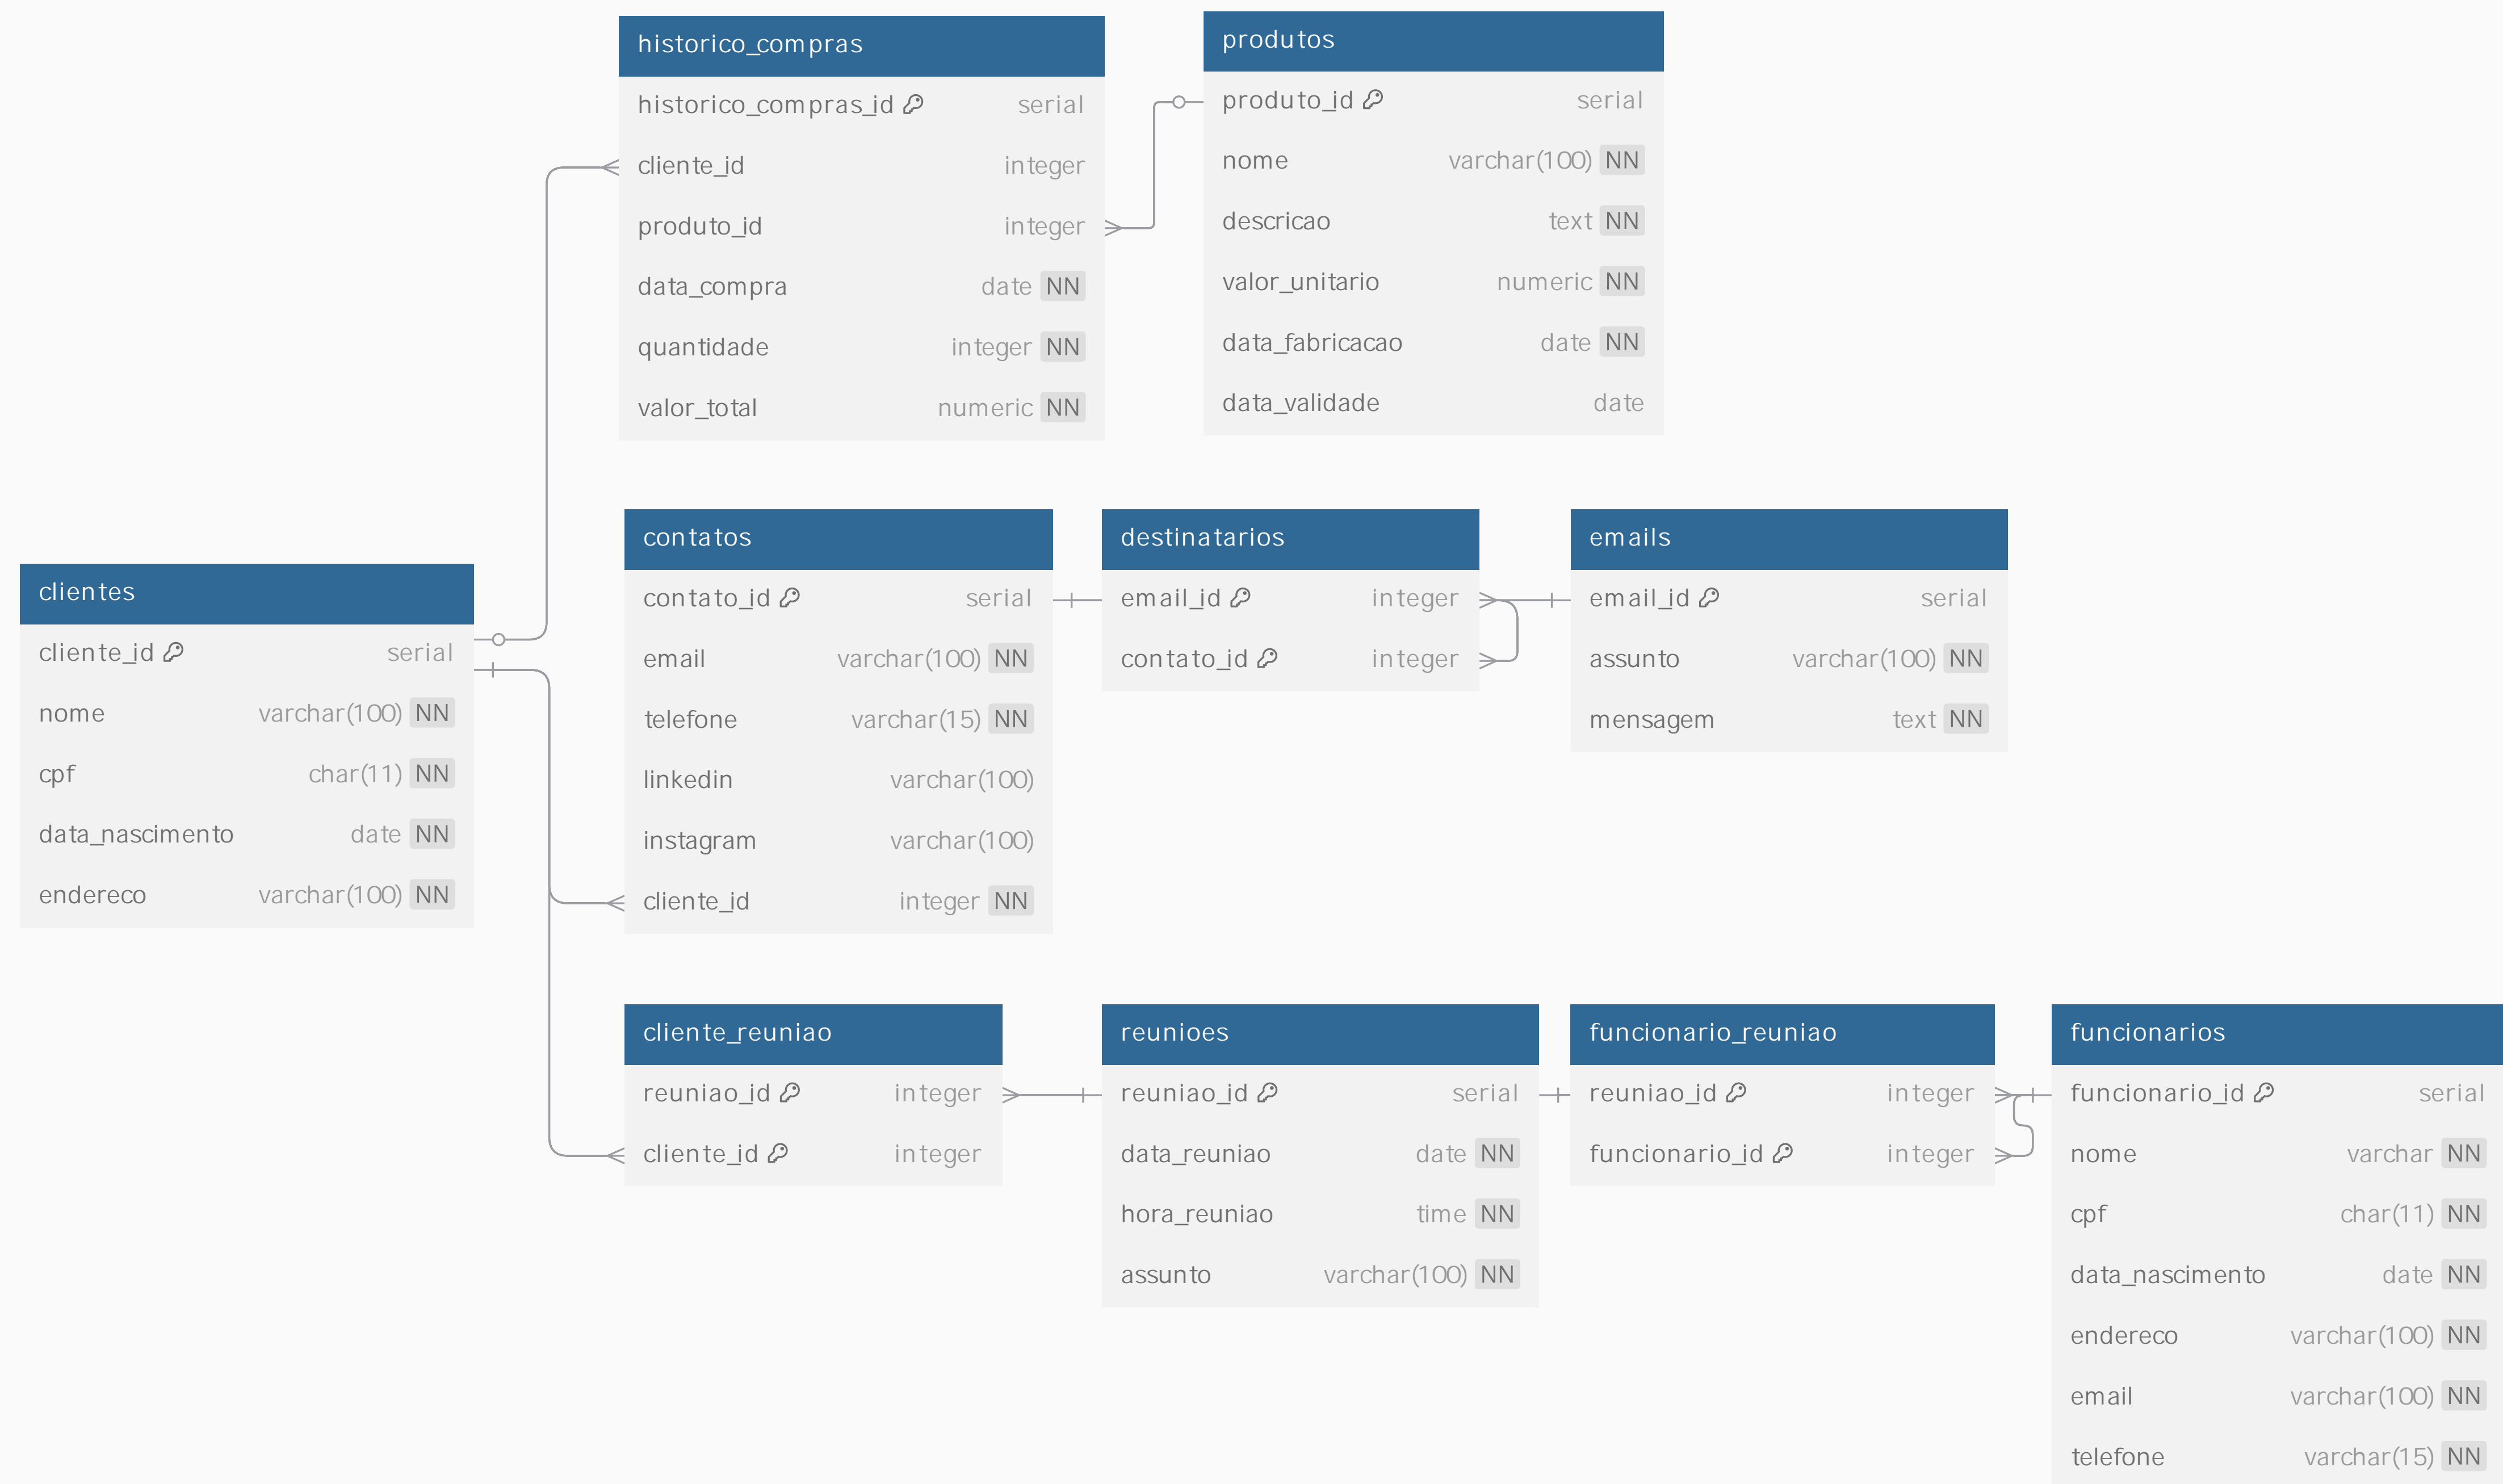 historico_compras
historico_compras_id serial
cliente_id integer
produto_id integer
data_compra date NN
quantidade integer NN
valor_total numeric NN
produtos
produto_id serial
nome varchar(100) NN
descricao text NN
valor_unitario numeric NN
data_fabricacao date NN
data_validade date
clientes
cliente_id serial
nome varchar(100) NN
cpf char(11) NN
data_nascimento date NN
endereco varchar(100) NN
contatos
contato_id serial
email varchar(100) NN
telefone varchar(15) NN
linkedin varchar(100)
instagram varchar(100)
cliente_id integer NN
destinatarios
email_id integer
contato_id integer
emails
email_id serial
assunto varchar(100) NN
mensagem text NN
cliente_reuniao
reuniao_id integer
cliente_id integer
reunioes
reuniao_id serial
data_reuniao date NN
hora_reuniao time NN
assunto varchar(100) NN
funcionario_reuniao
reuniao_id integer
funcionario_id integer
funcionarios
funcionario_id serial
nome varchar NN
cpf char(11) NN
data_nascimento date NN
endereco varchar(100) NN
email varchar(100) NN
telefone varchar(15) NN